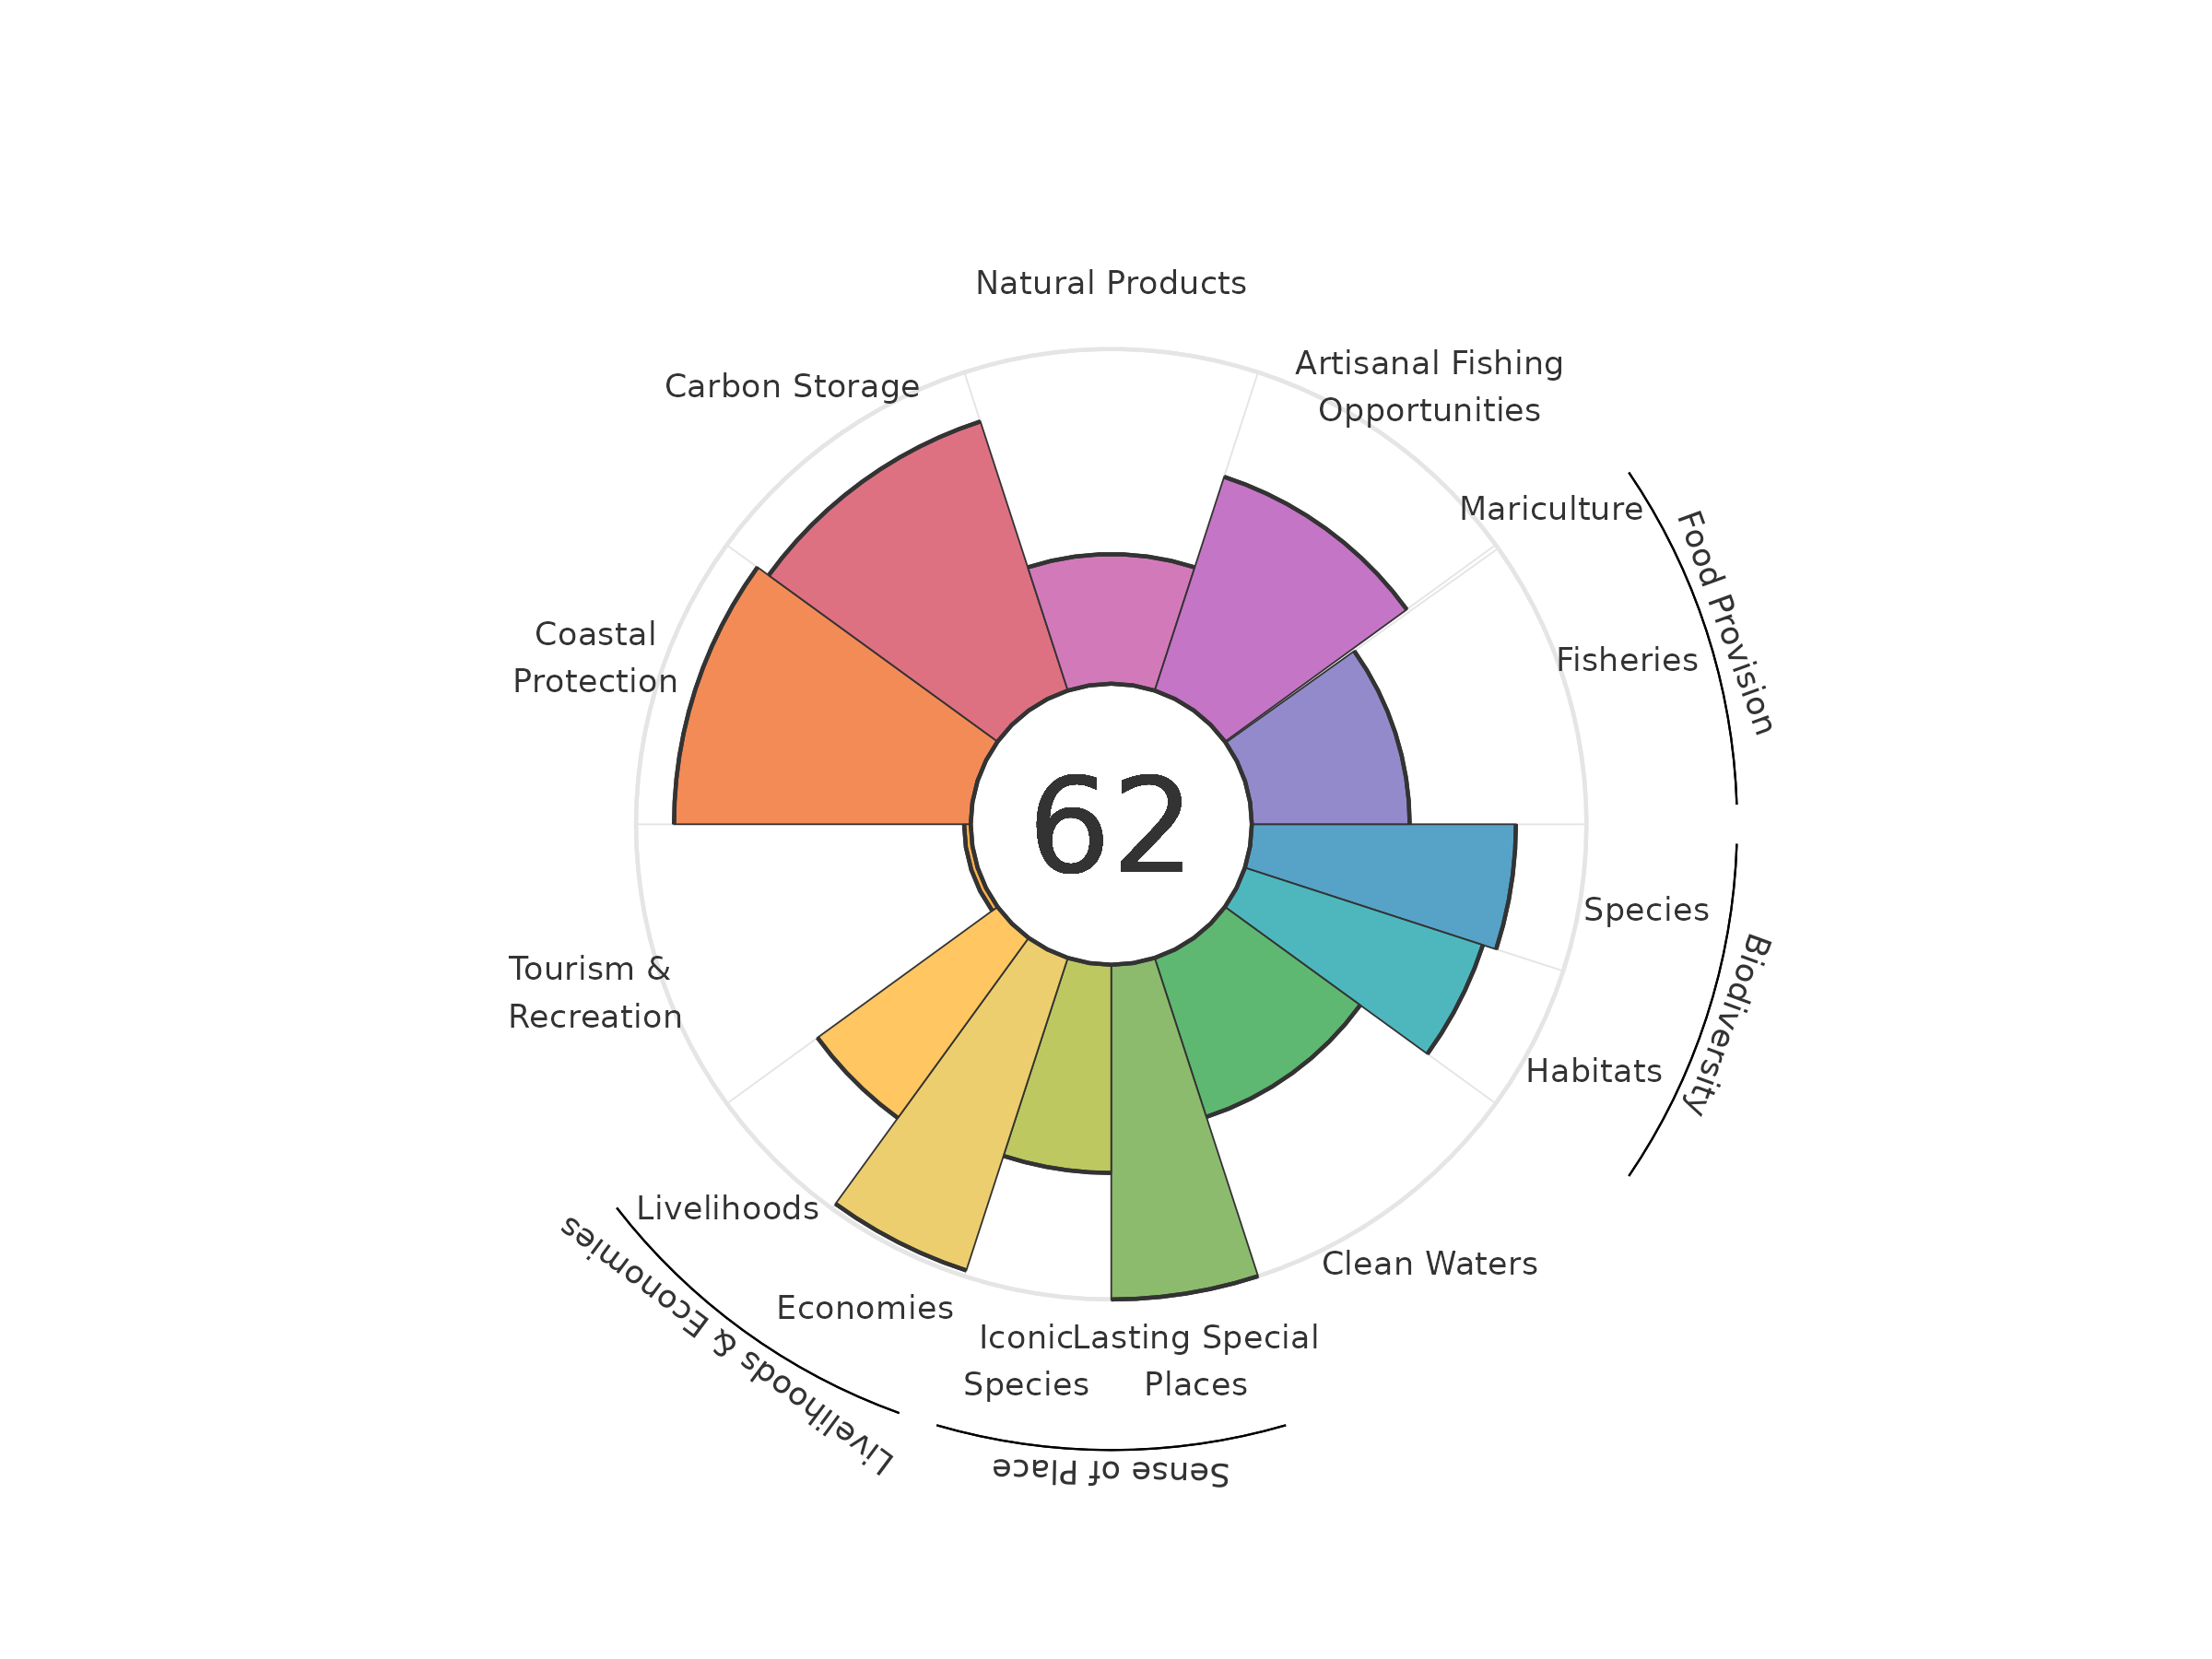 Natural Products
Artisanal Fishing
Opportunities
Carbon Storage
Mariculture
Food Provision
Coastal
Protection
Fisheries
62
Species
Biodiversity
Tourism &
Recreation
Habitats
Livelihoods
Clean Waters
Livelihoods & Economies
Economies
Iconic
Species
Lasting Special
Places
Sense of Place